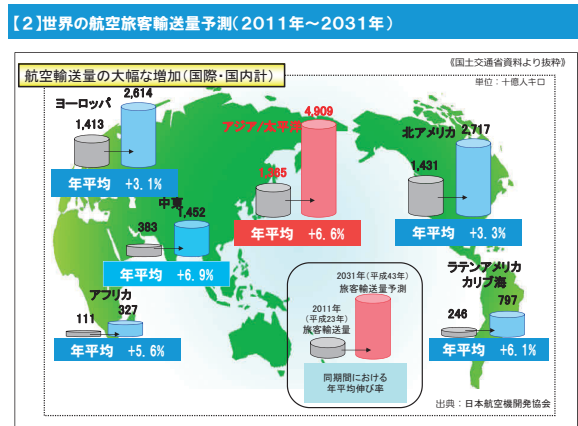 【2】世界の航空旅客輸送量予測（2011年～2031年）
《国土交通省資料より抜粋》
航空輸送量の大幅な増加（国際・国内計）
単位：十億人キロ
ヨーロッパ
2,614
1,413
年平均 +3.1%
アジア/太平洋
4,909
1,365
年平均 +6.6%
北アメリカ
2,717
1,431
年平均 +3.3%
中東
383
1,452
年平均 +6.9%
アフリカ
111
327
年平均 +5.6%
ラテンアメリカ
カリブ海
246
797
年平均 +6.1%
2031年（平成43年）
旅客輸送量予測
2011年
（平成23年）
旅客輸送量
同期間における
年平均伸び率
出典：日本航空機開発協会